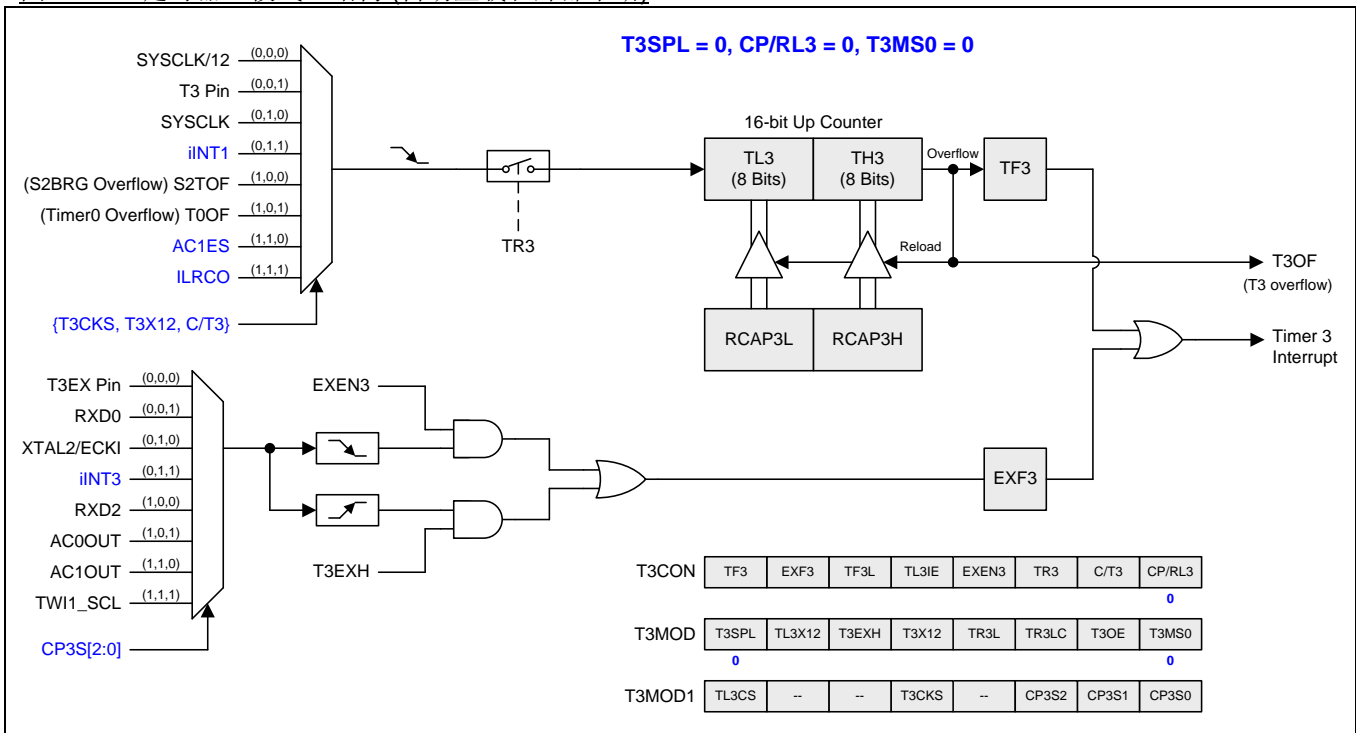 T3SPL = 0, CP/RL3 = 0, T3MS0 = 0
SYSCLK/12 (0,0,0)
T3 Pin (0,0,1)
SYSCLK (0,1,0)
iINT1 (0,1,1)
(S2BRG Overflow) S2TOF (1,0,0)
(Timer0 Overflow) T0OF (1,0,1)
AC1ES (1,1,0)
ILRCO (1,1,1)
{T3CKS, T3X12, C/T3}
TR3
16-bit Up Counter
TL3 (8 Bits)
TH3 (8 Bits)
Overflow
TF3
Reload
T3OF
(T3 overflow)
RCAP3L
RCAP3H
Timer 3
Interrupt
T3EX Pin (0,0,0)
RXD0 (0,0,1)
XTAL2/ECKI (0,1,0)
iINT3 (0,1,1)
RXD2 (1,0,0)
AC0OUT (1,0,1)
AC1OUT (1,1,0)
TWI1_SCL (1,1,1)
CP3S[2:0]
EXEN3
T3EXH
EXF3
T3CON TF3 EXF3 TF3L TL3IE EXEN3 TR3 C/T3 CP/RL3
0
T3MOD T3SPL TL3X12 T3EXH T3X12 TR3L TR3LC T3OE T3MS0
0 0
T3MOD1 TL3CS -- -- T3CKS -- CP3S2 CP3S1 CP3S0